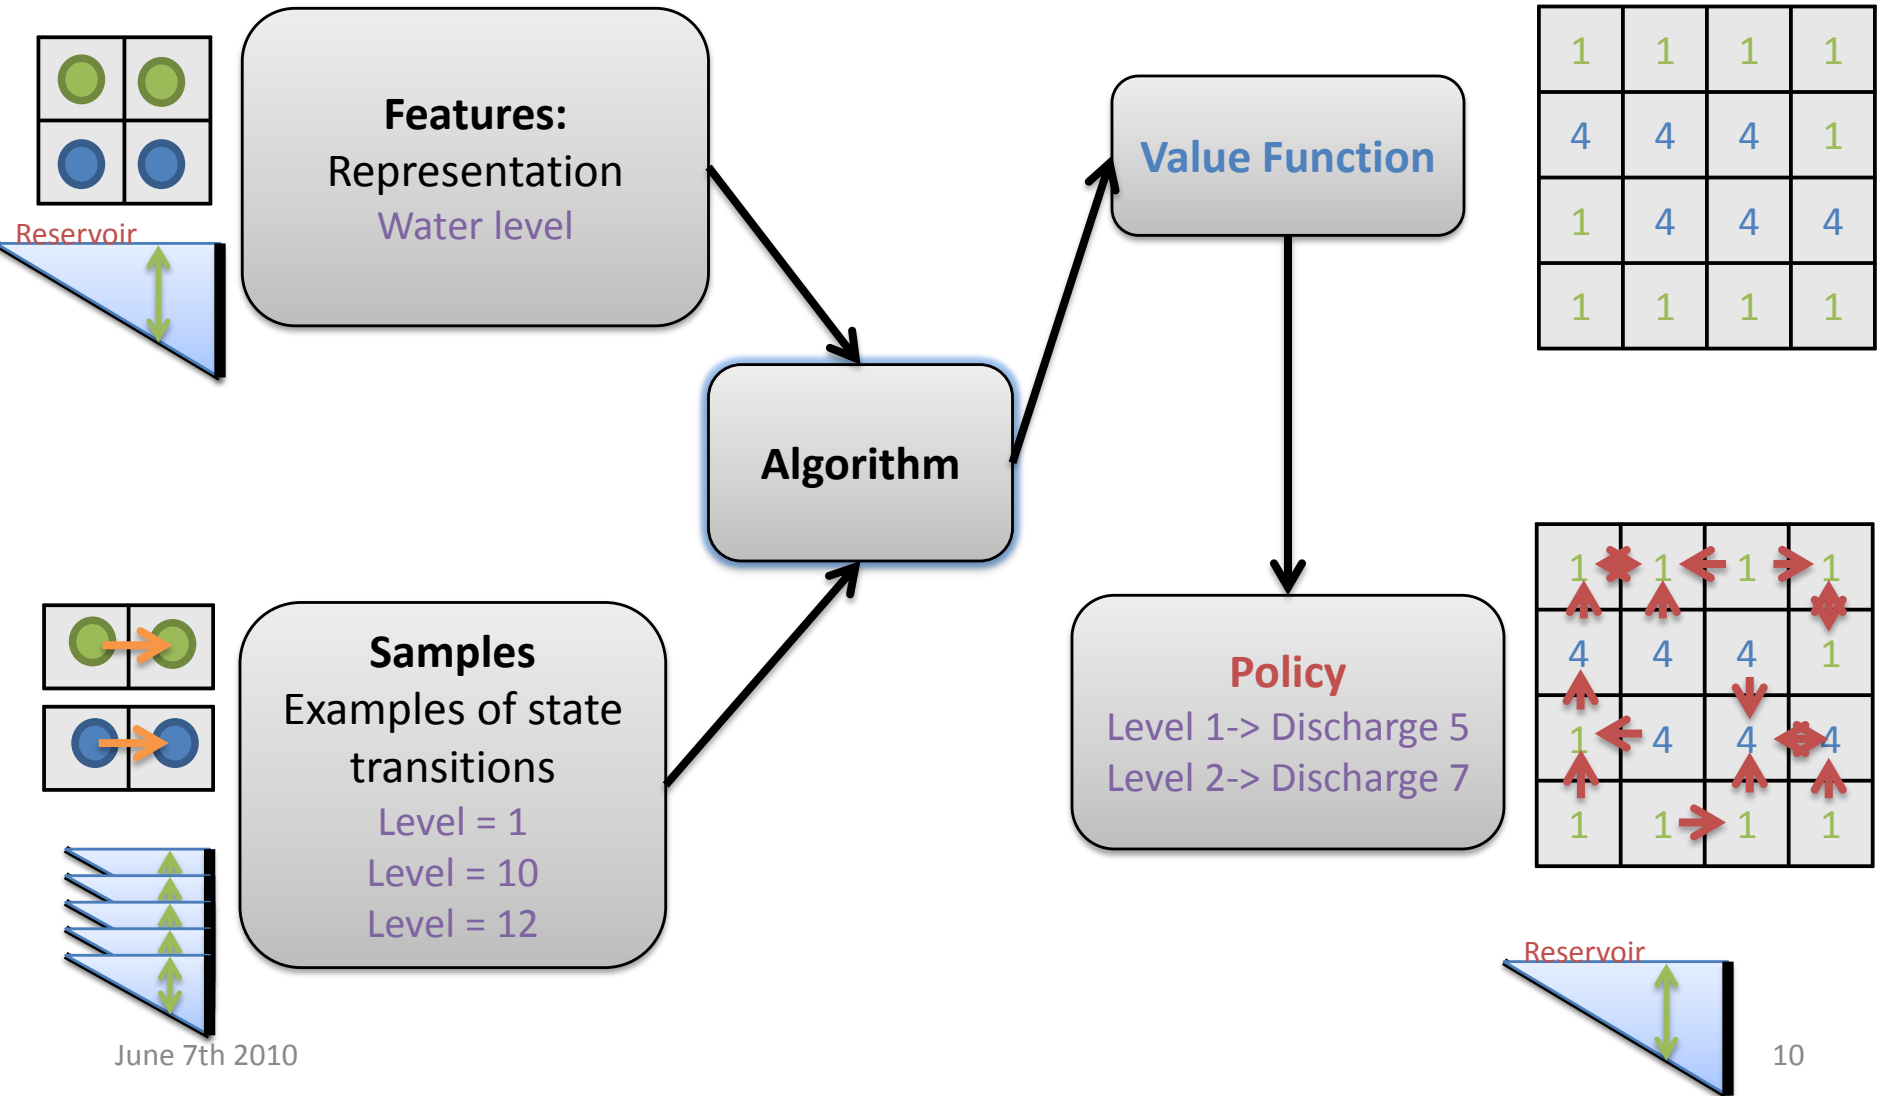 Reservoir
Features:
Representation
Water level
Value Function
1 1 1 1
4 4 4 1
1 4 4 4
1 1 1 1
Algorithm
Samples
Examples of state
transitions
Level = 1
Level = 10
Level = 12
Policy
Level 1-> Discharge 5
Level 2-> Discharge 7
1 1 1 1
4 4 4 1
1 4 4 4
1 1 1 1
Reservoir
June 7th 2010
10